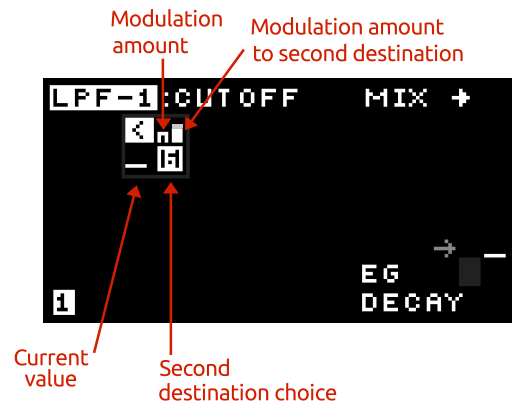 Modulation
amount
Modulation amount
to second destination
LPF-1:CUTOFF MIX →
<
→
EG
1 DECAY
Current
value
Second
destination choice